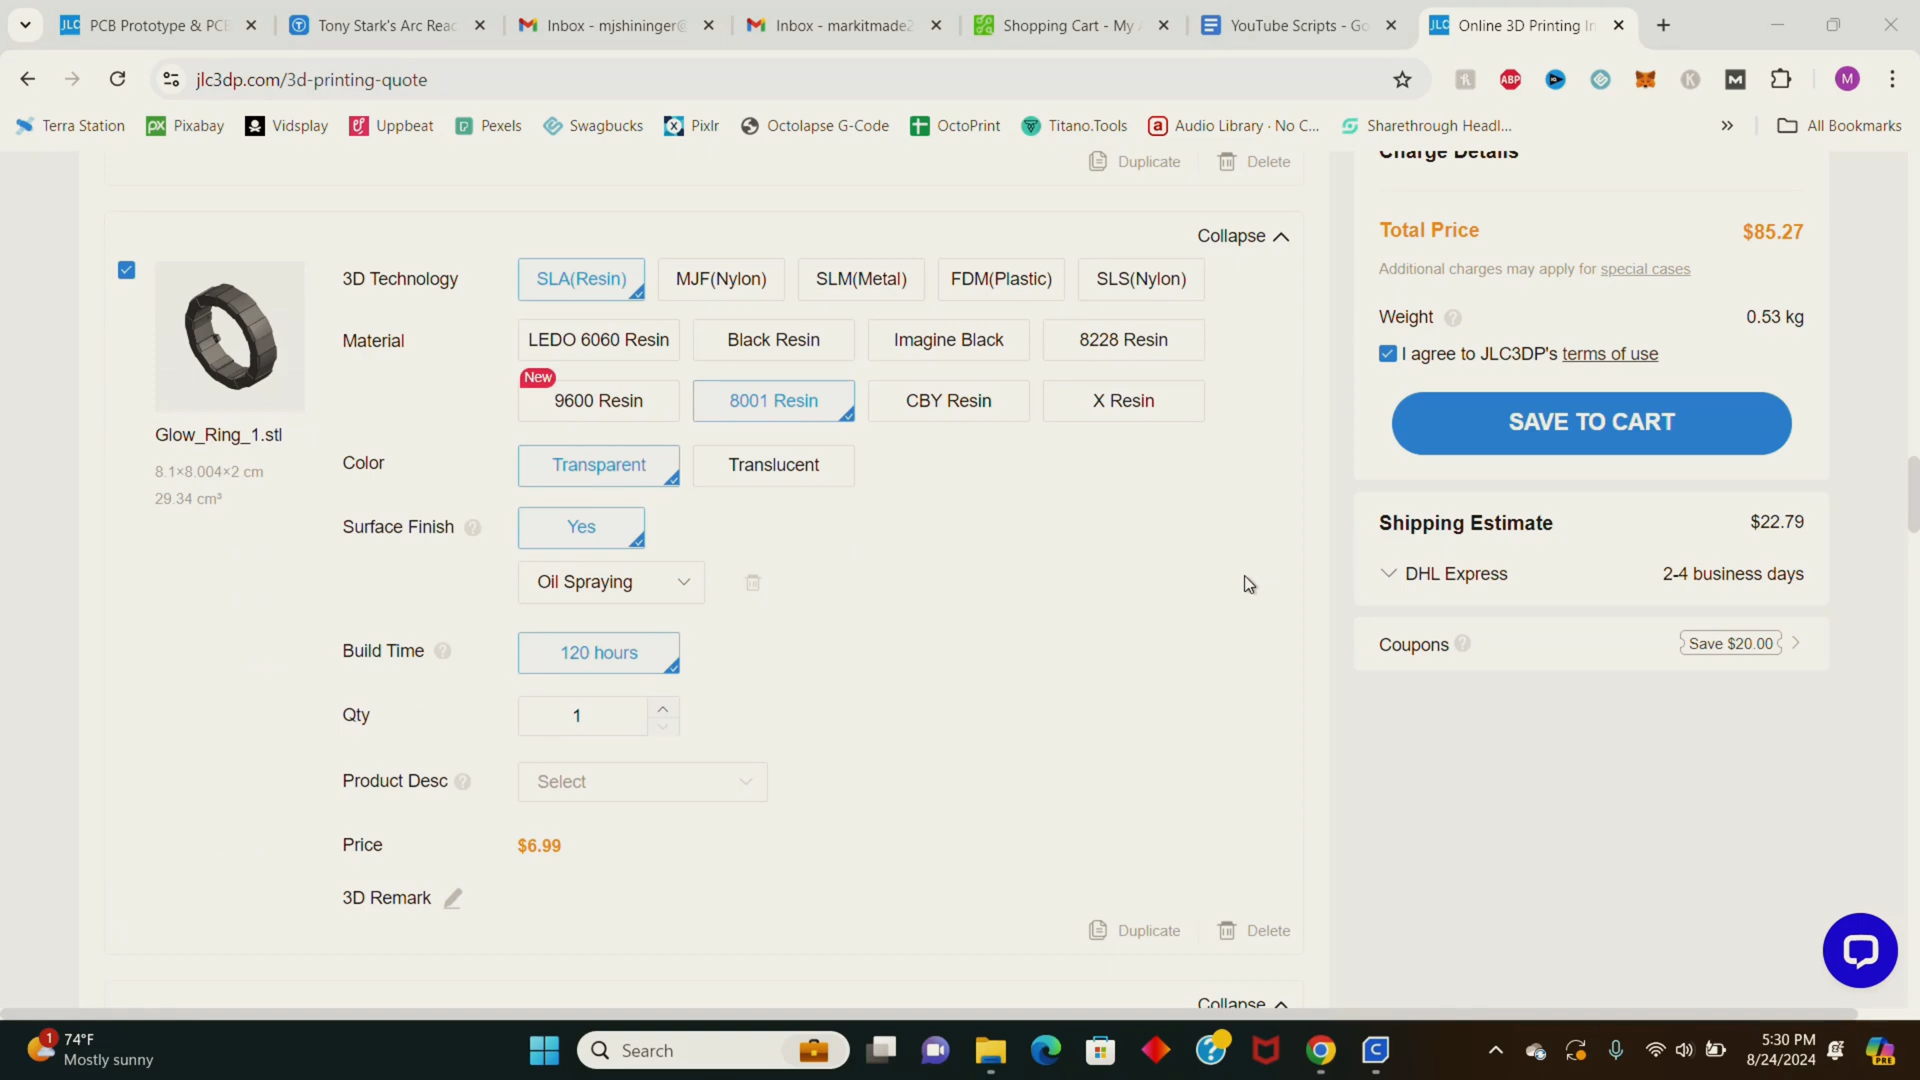 PCB Prototype & PCB
Tony Stark's Arc Reac
Inbox - mjshininger@
Inbox - markitmade2
Shopping Cart - My
YouTube Scripts - Go
JLC Online 3D Printing In
jlc3dp.com/3d-printing-quote
ABP
M
Terra Station
Pixabay
Vidsplay
Uppbeat
Pexels
Swagbucks
Pixlr
Octolapse G-Code
OctoPrint
Titano.Tools
Audio Library · No C...
Sharethrough Headl...
All Bookmarks
Duplicate
Delete
Charge Details
Collapse
Total Price
$85.27
Additional charges may apply for special cases
Weight
0.53 kg
I agree to JLC3DP's terms of use
SAVE TO CART
Shipping Estimate
$22.79
DHL Express
2-4 business days
Coupons
Save $20.00
3D Technology
SLA(Resin)
MJF(Nylon)
SLM(Metal)
FDM(Plastic)
SLS(Nylon)
Material
LEDO 6060 Resin
Black Resin
Imagine Black
8228 Resin
New
9600 Resin
8001 Resin
CBY Resin
X Resin
Glow_Ring_1.stl
8.1×8.004×2 cm
29.34 cm³
Color
Transparent
Translucent
Surface Finish
Yes
Oil Spraying
Build Time
120 hours
Qty
1
Product Desc
Select
Price
$6.99
3D Remark
Duplicate
Delete
Collapse
1
74°F
Mostly sunny
Search
5:30 PM
8/24/2024
PRE